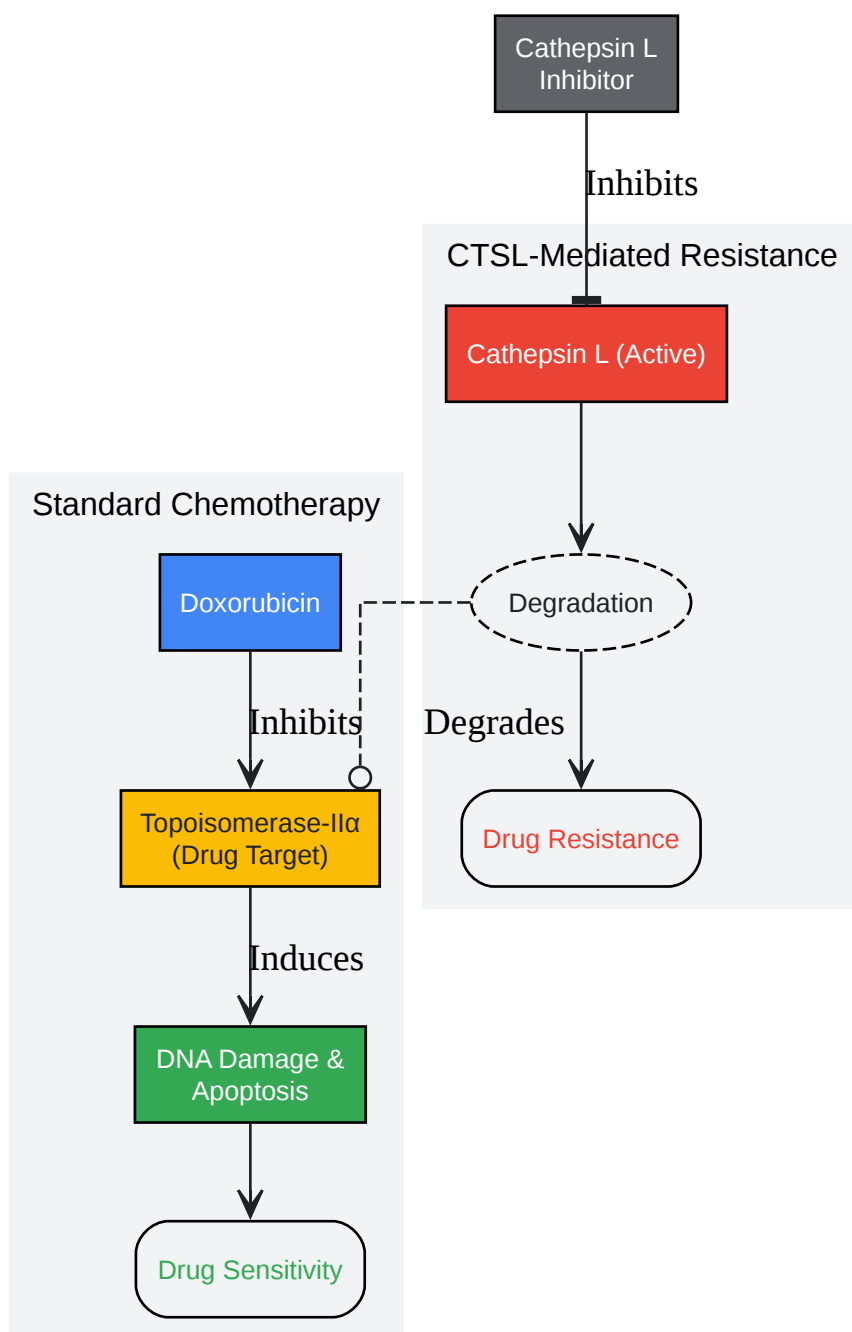 Cathepsin L
Inhibitor
Inhibits
CTSL-Mediated Resistance
Cathepsin L (Active)
Standard Chemotherapy
Doxorubicin
Degradation
Inhibits
Degrades
Topoisomerase-IIα
(Drug Target)
Drug Resistance
Induces
DNA Damage &
Apoptosis
Drug Sensitivity